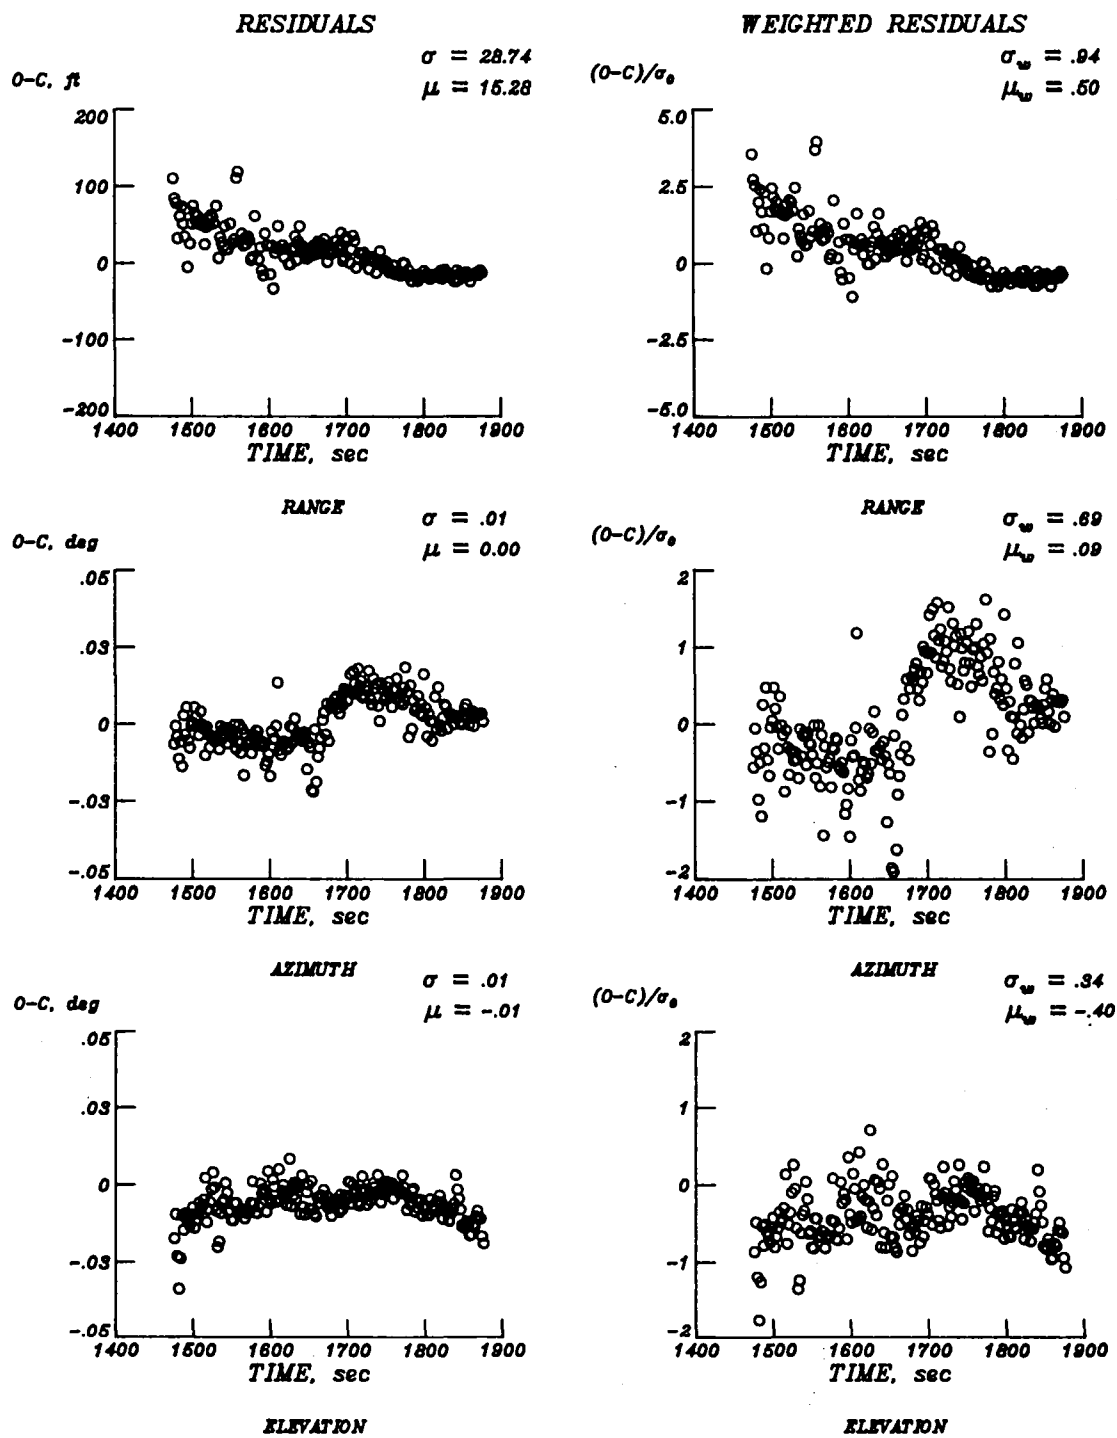 RESIDUALS
σ = 28.74
μ = 15.28
O-C, ft
200
100
0
-100
-200
1400 1500 1600 1700 1800 1900
TIME, sec
RANGE
WEIGHTED RESIDUALS
σw = .94
μw = .50
(O-C)/σ₀
5.0
2.5
0
-2.5
-5.0
1400 1500 1600 1700 1800 1900
TIME, sec
RANGE
σ = .01
μ = 0.00
O-C, deg
.05
.03
0
-.03
-.05
1400 1500 1600 1700 1800 1900
TIME, sec
AZIMUTH
σw = .69
μw = .09
(O-C)/σ₀
2
1
0
-1
-2
1400 1500 1600 1700 1800 1900
TIME, sec
AZIMUTH
σ = .01
μ = -.01
O-C, deg
.05
.03
0
-.03
-.05
1400 1500 1600 1700 1800 1900
TIME, sec
ELEVATION
σw = .34
μw = -.40
(O-C)/σ₀
2
1
0
-1
-2
1400 1500 1600 1700 1800 1900
TIME, sec
ELEVATION